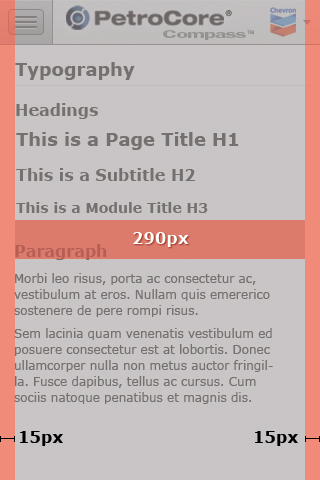 PetroCore®
Compass™
Chevron
Typography
Headings
This is a Page Title H1
This is a Subtitle H2
This is a Module Title H3
290px
Paragraph
Morbi leo risus, porta ac consectetur ac,
vestibulum at eros. Nullam quis emererico
sostenere de pere rompi risus.
Sem lacinia quam venenatis vestibulum ed
posuere consectetur est at lobortis. Donec
ullamcorper nulla non metus auctor fringil-
la. Fusce dapibus, tellus ac cursus. Cum
sociis natoque penatibus et magnis dis.
15px 15px